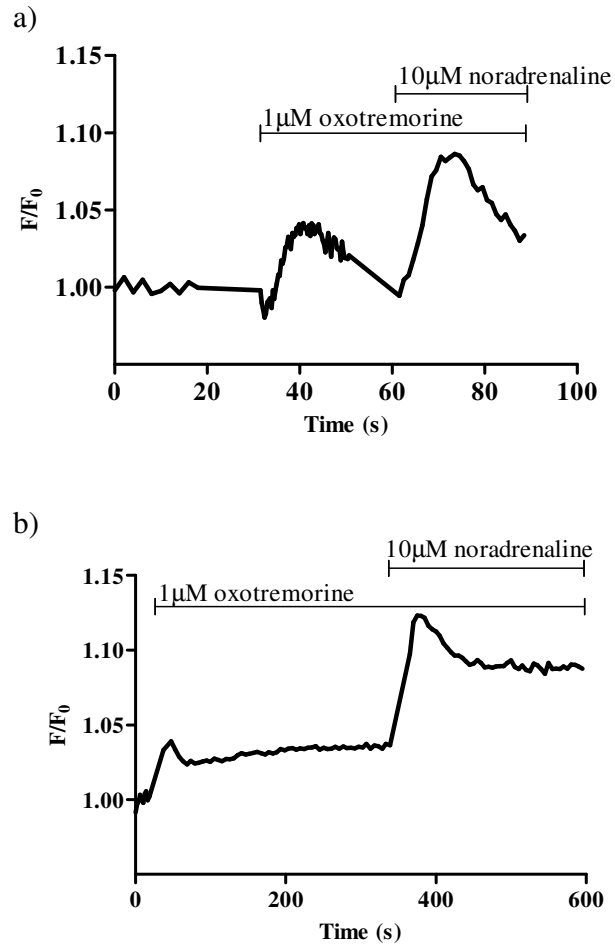 a)
1.15
10μM noradrenaline
1.10
1μM oxotremorine
F/F0
1.05
1.00
0 20 40 60 80 100
Time (s)
b)
10μM noradrenaline
1.15
1μM oxotremorine
1.10
F/F0
1.05
1.00
0 200 400 600
Time (s)